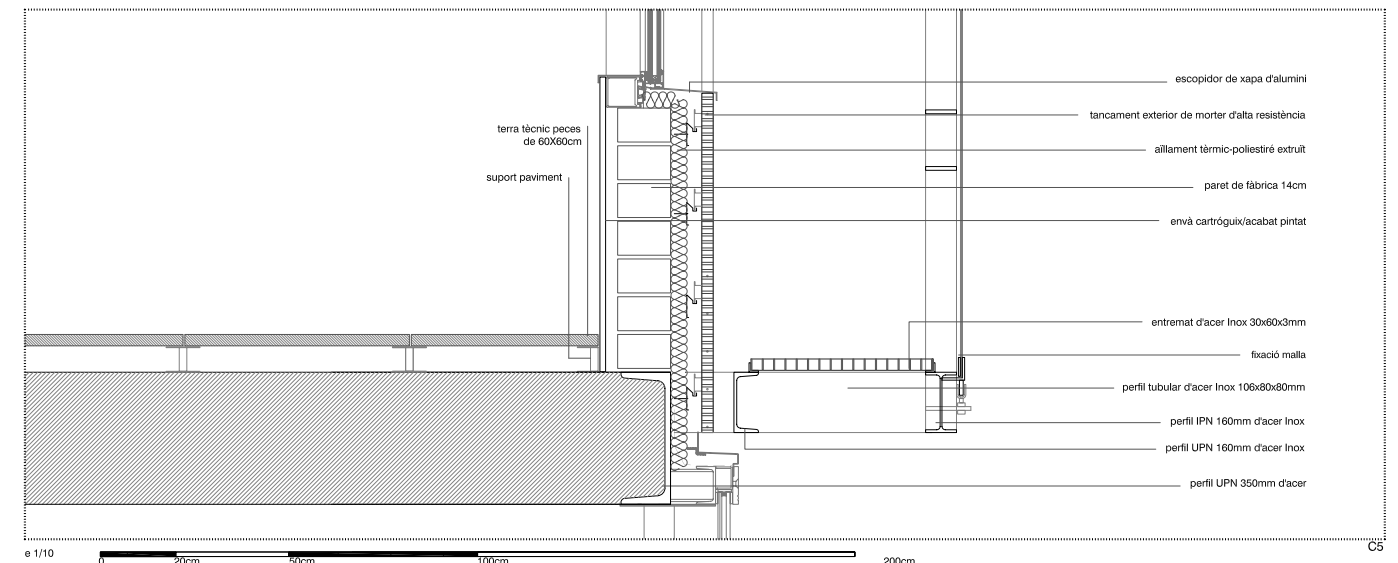 escopidor de xapa d'alumini
tancament exterior de morter d'alta resistència
terra tècnic peces
de 60X60cm
aïllament tèrmic-poliestiré extruït
suport paviment
paret de fàbrica 14cm
envà cartróguix/acabat pintat
entremat d'acer Inox 30x60x3mm
fixació malla
perfil tubular d'acer Inox 106x80x80mm
perfil IPN 160mm d'acer Inox
perfil UPN 160mm d'acer Inox
perfil UPN 350mm d'acer
e 1/10
0 20cm 50cm 100cm 200cm
C5